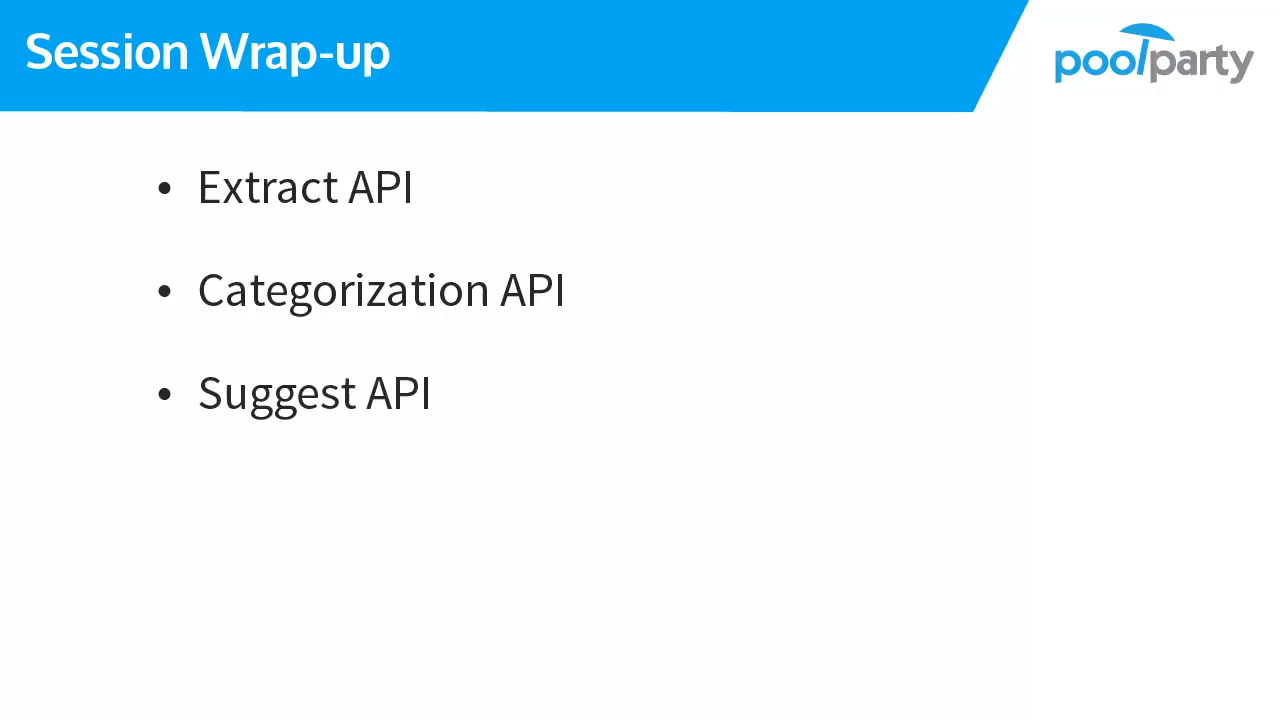 Session Wrap-up
poolparty
• Extract API
• Categorization API
• Suggest API